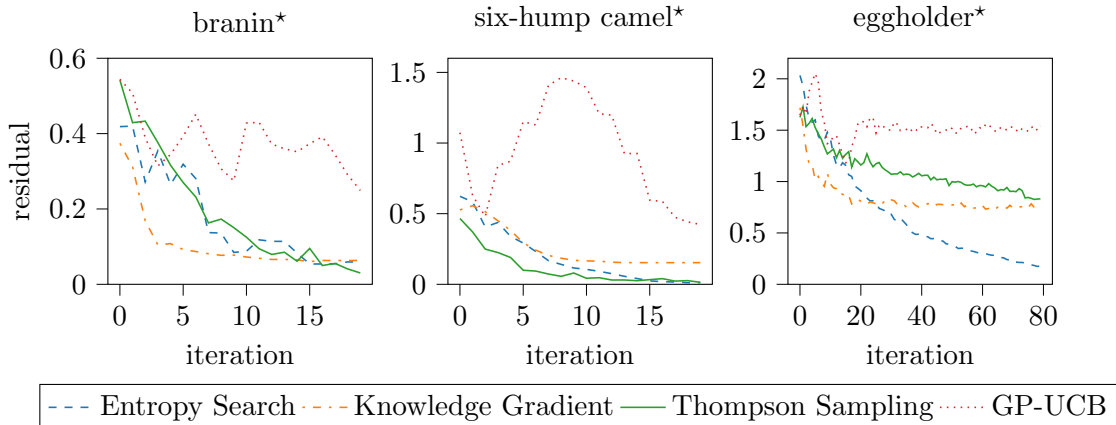 branin⋆ six-hump camel⋆ eggholder⋆
residual
0.6
0.4
0.2
0
0 5 10 15
iteration
1.5
1
0.5
0
0 5 10 15
iteration
2
1.5
1
0.5
0
0 20 40 60 80
iteration
Entropy Search Knowledge Gradient Thompson Sampling GP-UCB